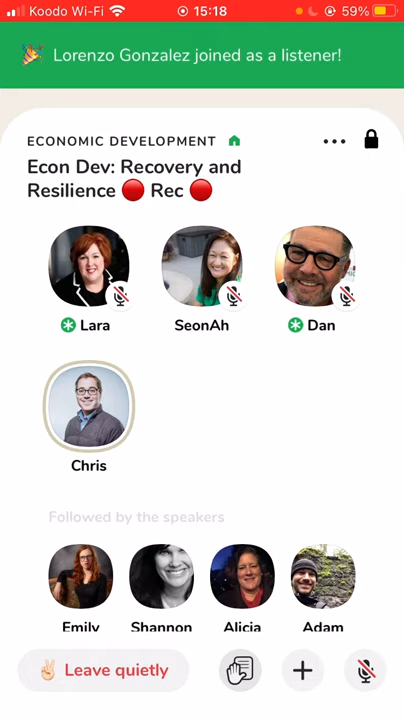 Koodo Wi-Fi 15:18 59%
Lorenzo Gonzalez joined as a listener!
ECONOMIC DEVELOPMENT
Econ Dev: Recovery and
Resilience 🔴 Rec 🔴
Lara SeonAh Dan
Chris
Followed by the speakers
Emily Shannon Alicia Adam
Leave quietly